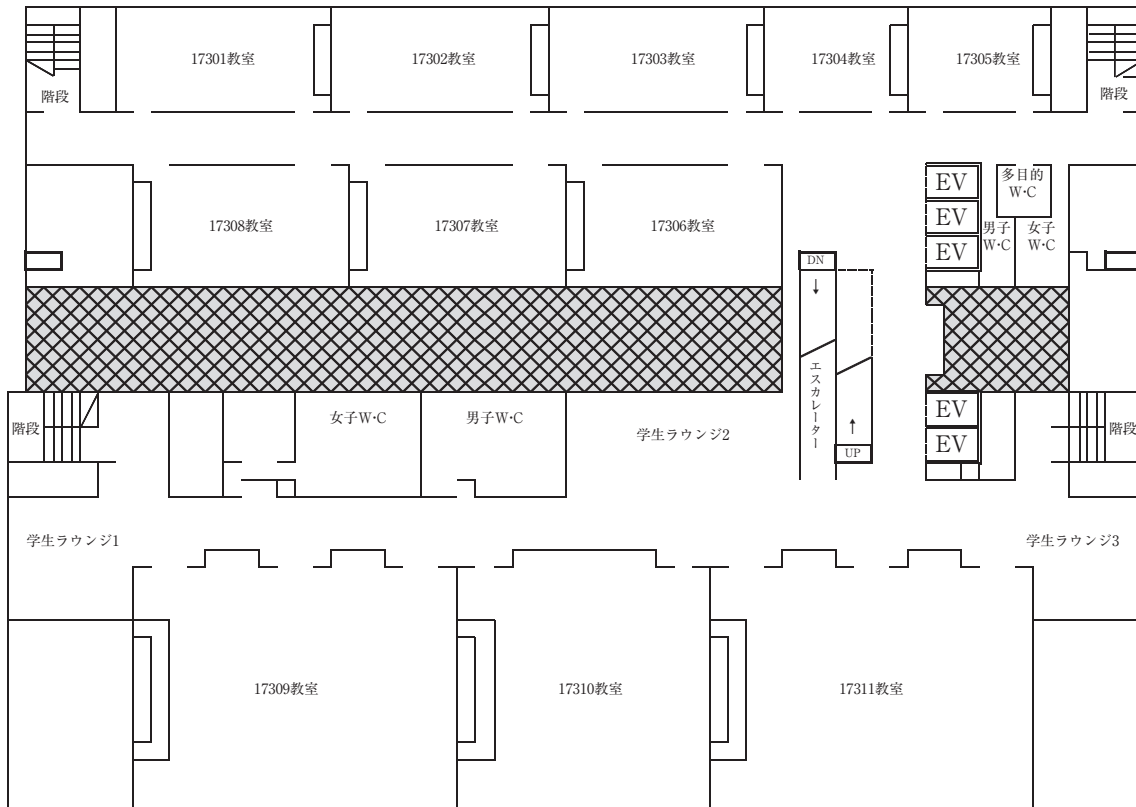 17301教室
17302教室
17303教室
17304教室
17305教室
階段
階段
17308教室
17307教室
17306教室
EV
EV
EV
多目的
W・C
男子
W・C
女子
W・C
DN
エスカレーター
UP
階段
女子W・C
男子W・C
学生ラウンジ2
EV
EV
階段
学生ラウンジ1
学生ラウンジ3
17309教室
17310教室
17311教室